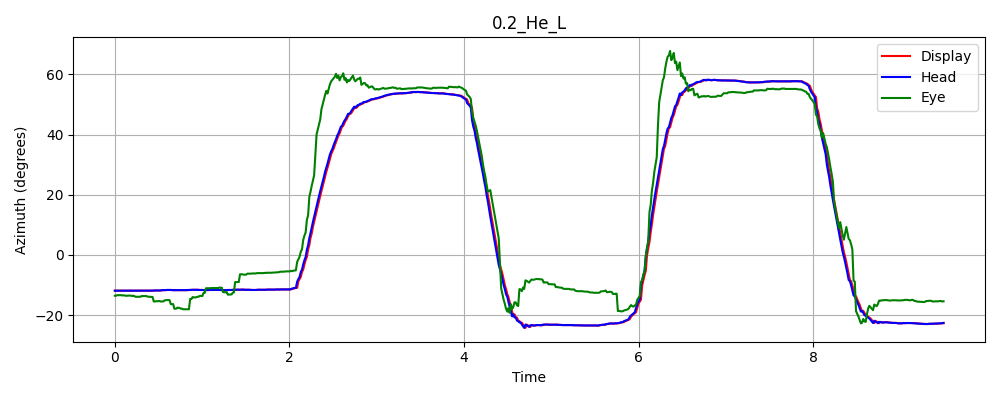 0.2_He_L
Azimuth (degrees)
60
40
20
0
−20
0 2 4 6 8
Time
Display
Head
Eye